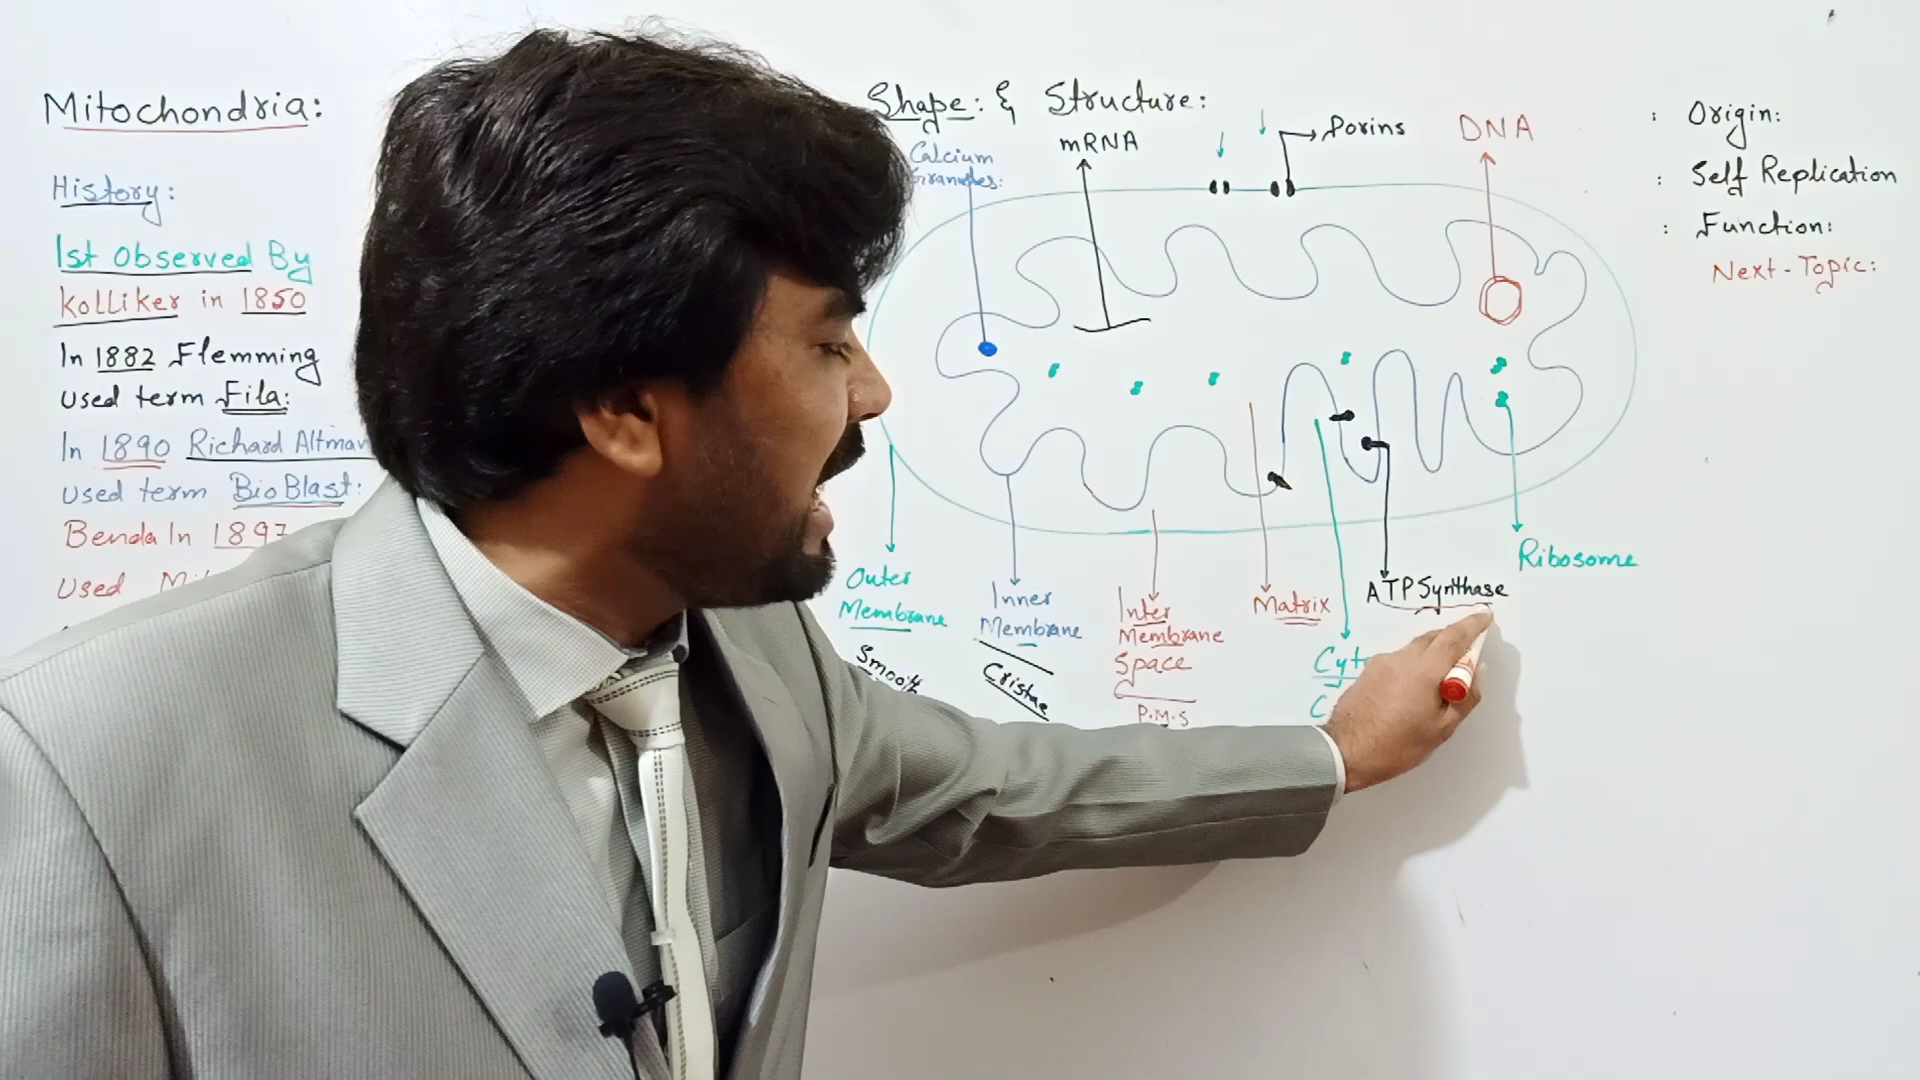 Mitochondria:
History:
1st Observed By
Kolliker in 1850
In 1882 Flemming
Used term Fila:
In 1890 Richard Altman
Used term BioBlast:
Benda In 1897
Used
Shape: & Structure:
Calcium
Granules:
mRNA
Porins
DNA
Outer
Membrane
Smooth
Inner
Membrane
Cristae
Inter
Membrane
Space
P.M.S
Matrix
ATP Synthase
Ribosome
: Origin:
: Self Replication
: Function:
Next-Topic: